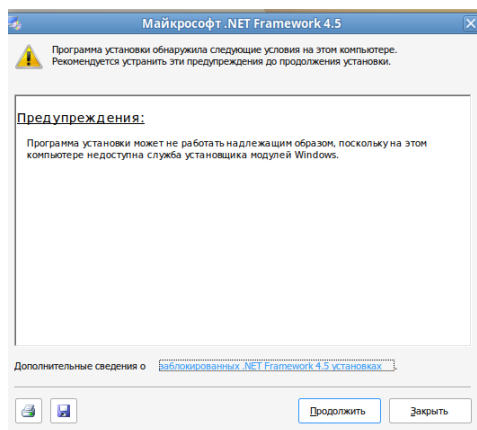 Майкрософт .NET Framework 4.5
Программа установки обнаружила следующие условия на этом компьютере.
Рекомендуется устранить эти предупреждения до продолжения установки.
Предупреждения:
Программа установки может не работать надлежащим образом, поскольку на этом
компьютере недоступна служба установщика модулей Windows.
Дополнительные сведения о заблокированных .NET Framework 4.5 установках .
Продолжить Закрыть